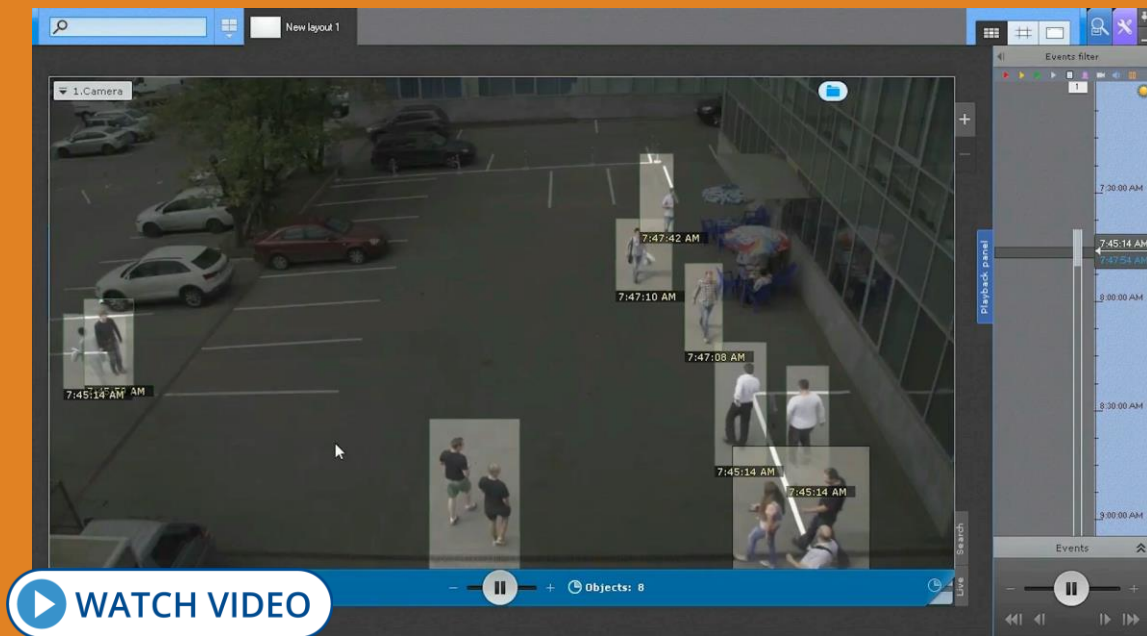 New layout 1
Events filter
1.Camera
1
7:30:00 AM
7:47:42 AM
7:45:14 AM
7:47:54 AM
Playback panel
7:47:10 AM
8:00:00 AM
7:47:08 AM
7:45:14 AM
AM
8:30:00 AM
7:45:14 AM
7:45:14 AM
9:00:00 AM
Search
Events
Objects: 8
Live
WATCH VIDEO